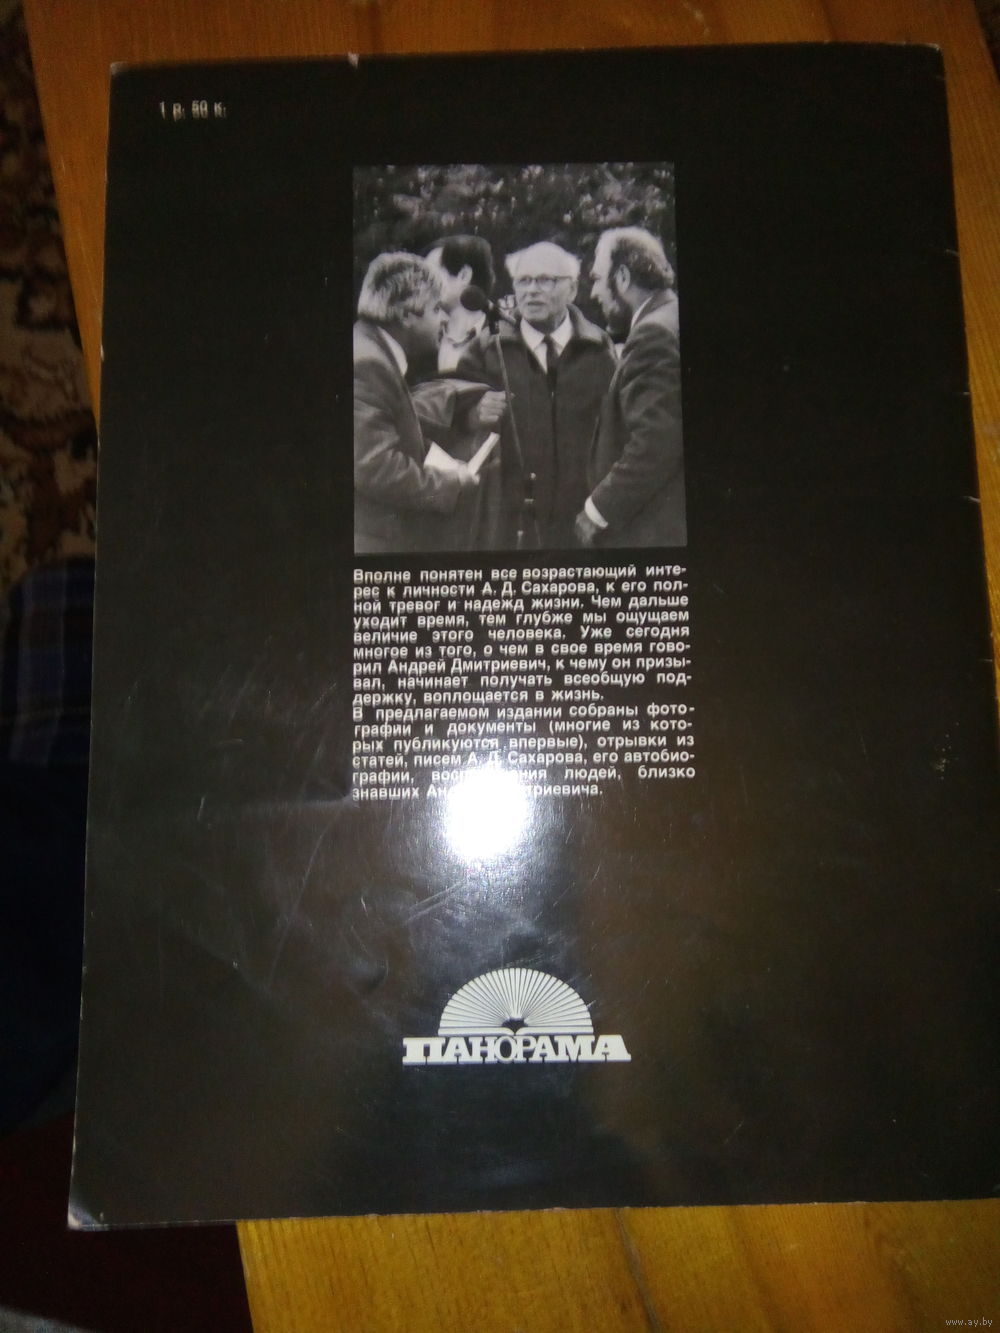 1 р. 50 к.
Вполне понятен все возрастающий инте-
рес к личности А. Д. Сахарова, к его пол-
ной тревог и надежд жизни. Чем дальше
уходит время, тем глубже мы ощущаем
величие этого человека. Уже сегодня
многое из того, о чем в свое время гово-
рил Андрей Дмитриевич, к чему он призы-
вал, начинает получать всеобщую под-
держку, воплощается в жизнь.
В предлагаемом издании собраны фото-
графии и документы (многие из кото-
рых публикуются впервые), отрывки из
статей, писем А. Д. Сахарова, его автобио-
графии, людей, близко
знавших
ПАНОРАМА
www.ay.by